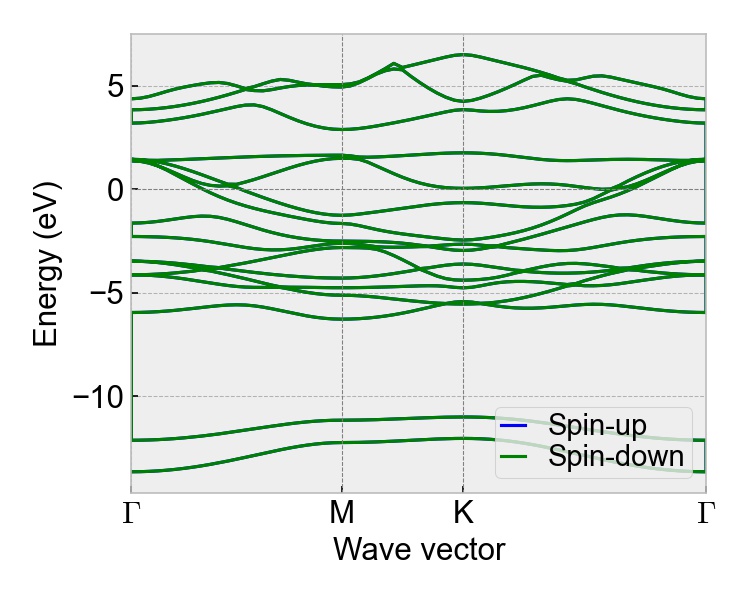 5
0
−5
−10
Energy (eV)
Spin-up
Spin-down
Γ M K Γ
Wave vector